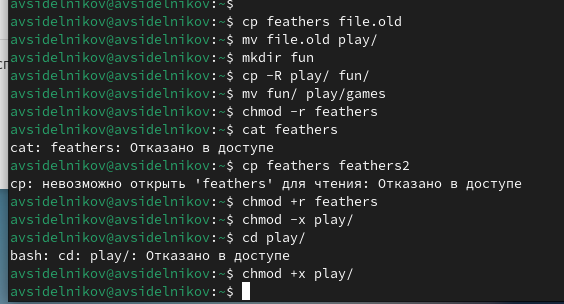 avsidelnikov@avsidelnikov:~$
avsidelnikov@avsidelnikov:~$ cp feathers file.old
avsidelnikov@avsidelnikov:~$ mv file.old play/
avsidelnikov@avsidelnikov:~$ mkdir fun
avsidelnikov@avsidelnikov:~$ cp -R play/ fun/
avsidelnikov@avsidelnikov:~$ mv fun/ play/games
avsidelnikov@avsidelnikov:~$ chmod -r feathers
avsidelnikov@avsidelnikov:~$ cat feathers
cat: feathers: Отказано в доступе
avsidelnikov@avsidelnikov:~$ cp feathers feathers2
cp: невозможно открыть 'feathers' для чтения: Отказано в доступе
avsidelnikov@avsidelnikov:~$ chmod +r feathers
avsidelnikov@avsidelnikov:~$ chmod -x play/
avsidelnikov@avsidelnikov:~$ cd play/
bash: cd: play/: Отказано в доступе
avsidelnikov@avsidelnikov:~$ chmod +x play/
avsidelnikov@avsidelnikov:~$